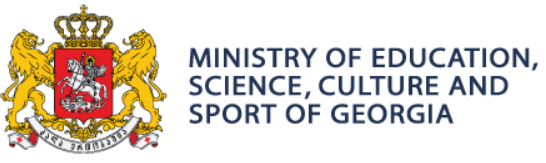 MINISTRY OF EDUCATION,
SCIENCE, CULTURE AND
SPORT OF GEORGIA